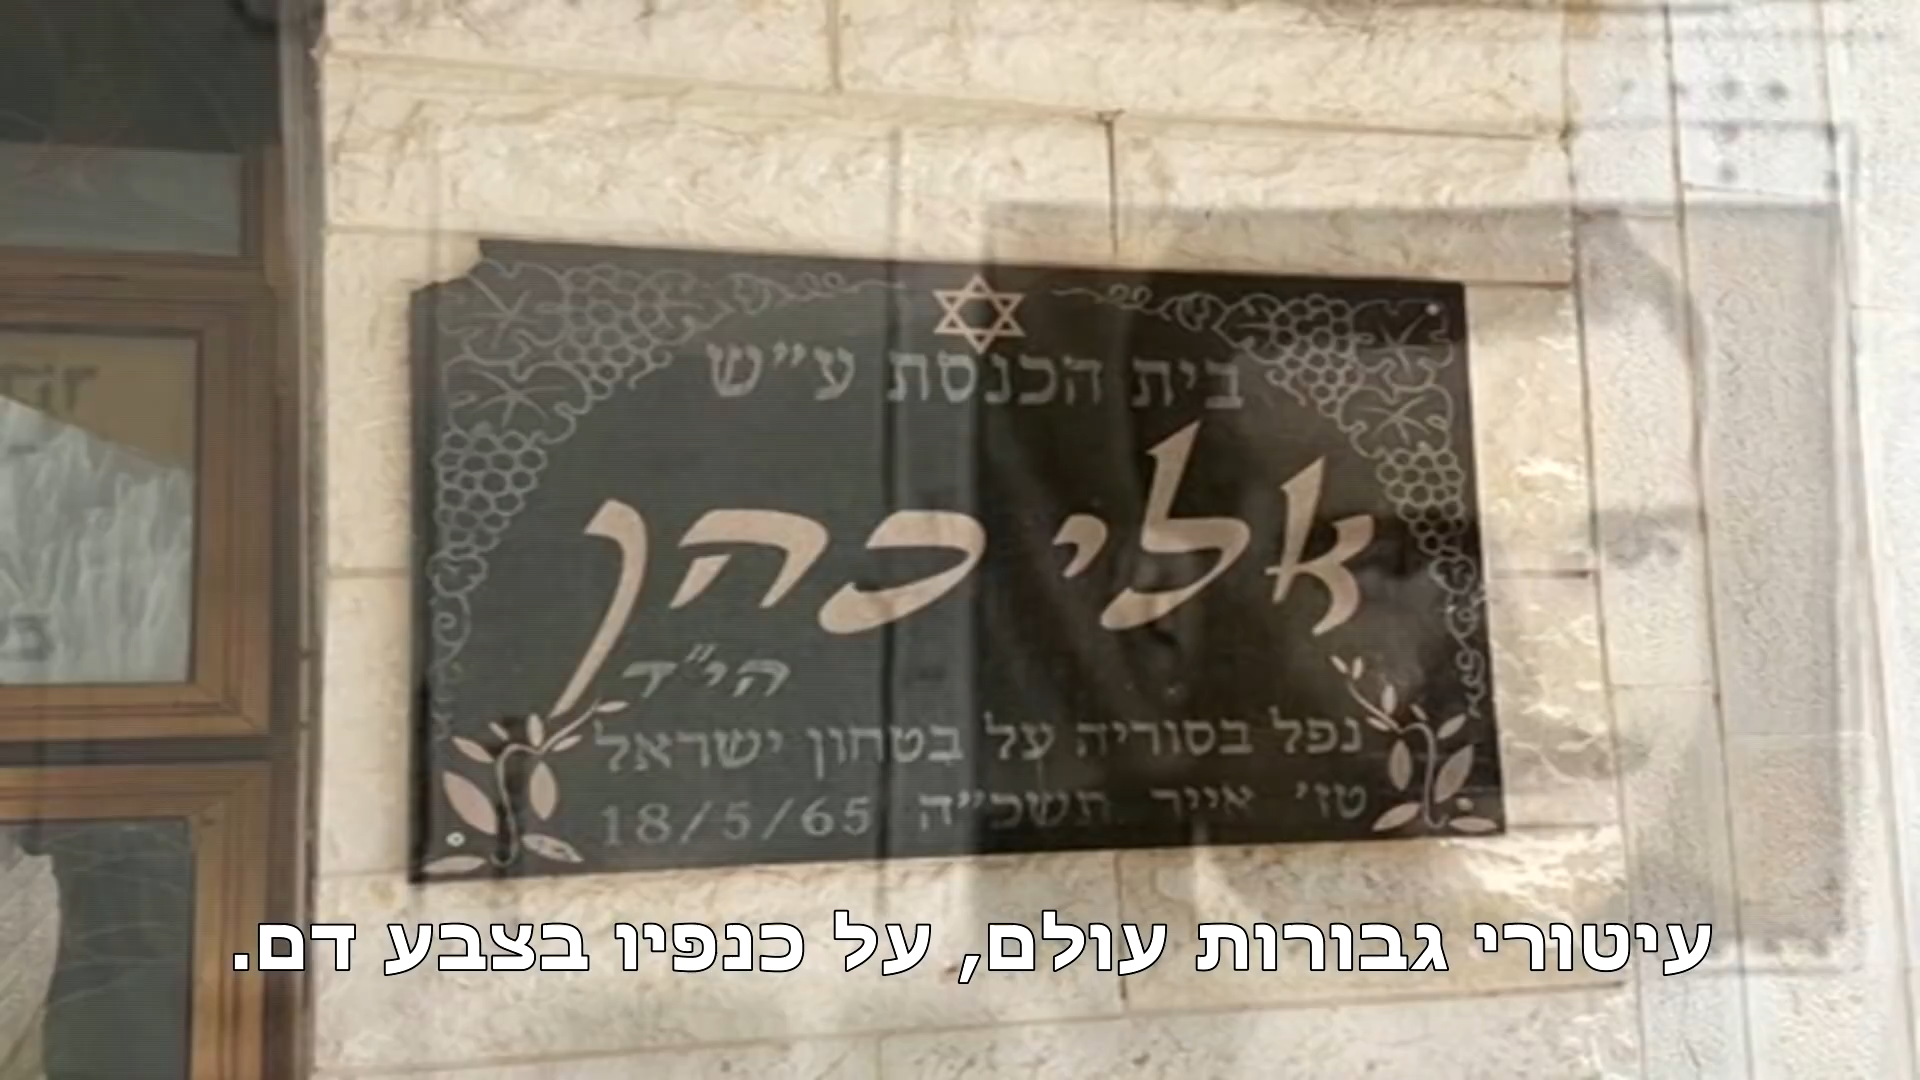 בית הכנסת ע״ש
אלי כהן
הי״ד
נפל בסוריה על בטחון ישראל
טז׳ אייר תשכ״ה 18/5/65
עיטורי גבורות עולם, על כנפיו בצבע דם.